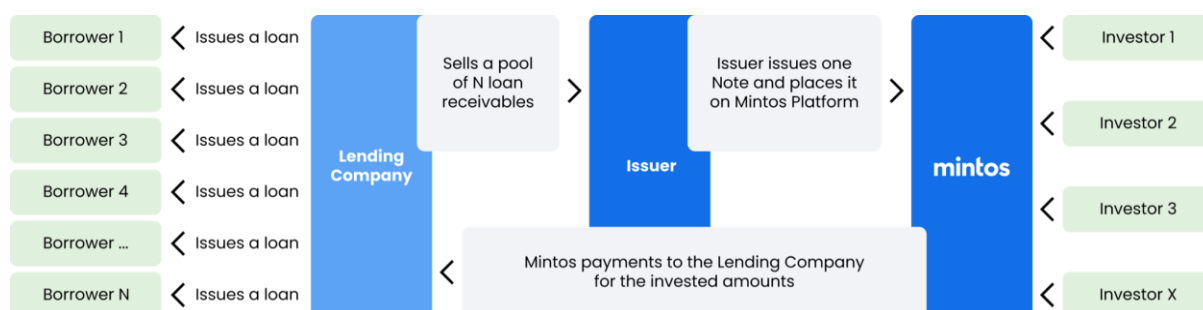 Borrower 1
Issues a loan
Borrower 2
Issues a loan
Borrower 3
Issues a loan
Borrower 4
Issues a loan
Borrower ...
Issues a loan
Borrower N
Issues a loan
Lending
Company
Sells a pool
of N loan
receivables
Issuer
Issuer issues one
Note and places it
on Mintos Platform
mintos
Mintos payments to the Lending Company
for the invested amounts
Investor 1
Investor 2
Investor 3
Investor X